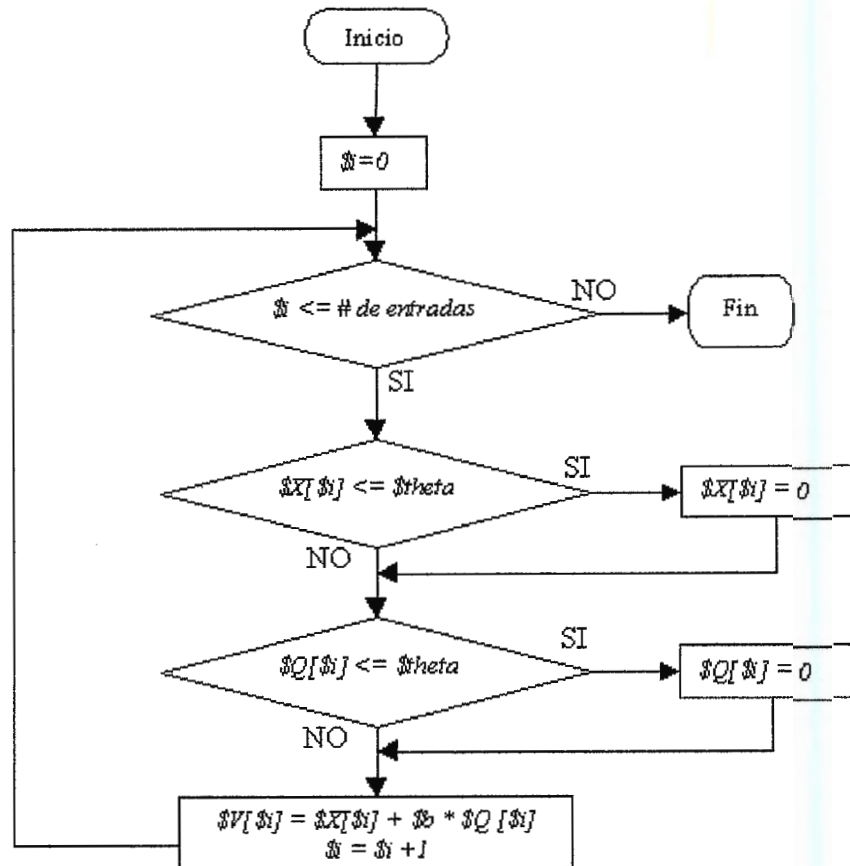 Inicio
$i=0
$i <= # de entradas
NO
Fin
SI
$X[$i] <= $theta
SI
$X[$i] = 0
NO
$Q[$i] <= $theta
SI
$Q[$i] = 0
NO
$V[$i] = $X[$i] + $b * $Q [$i]
$i = $i +1